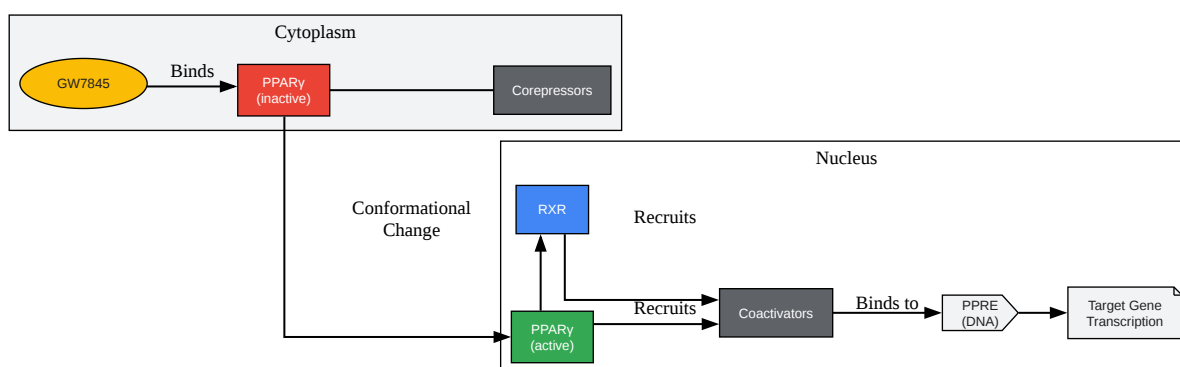 Cytoplasm
GW7845
Binds
PPARγ
(inactive)
Corepressors
Nucleus
Conformational
Change
RXR
Recruits
PPARγ
(active)
Recruits
Coactivators
Binds to
PPRE
(DNA)
Target Gene
Transcription